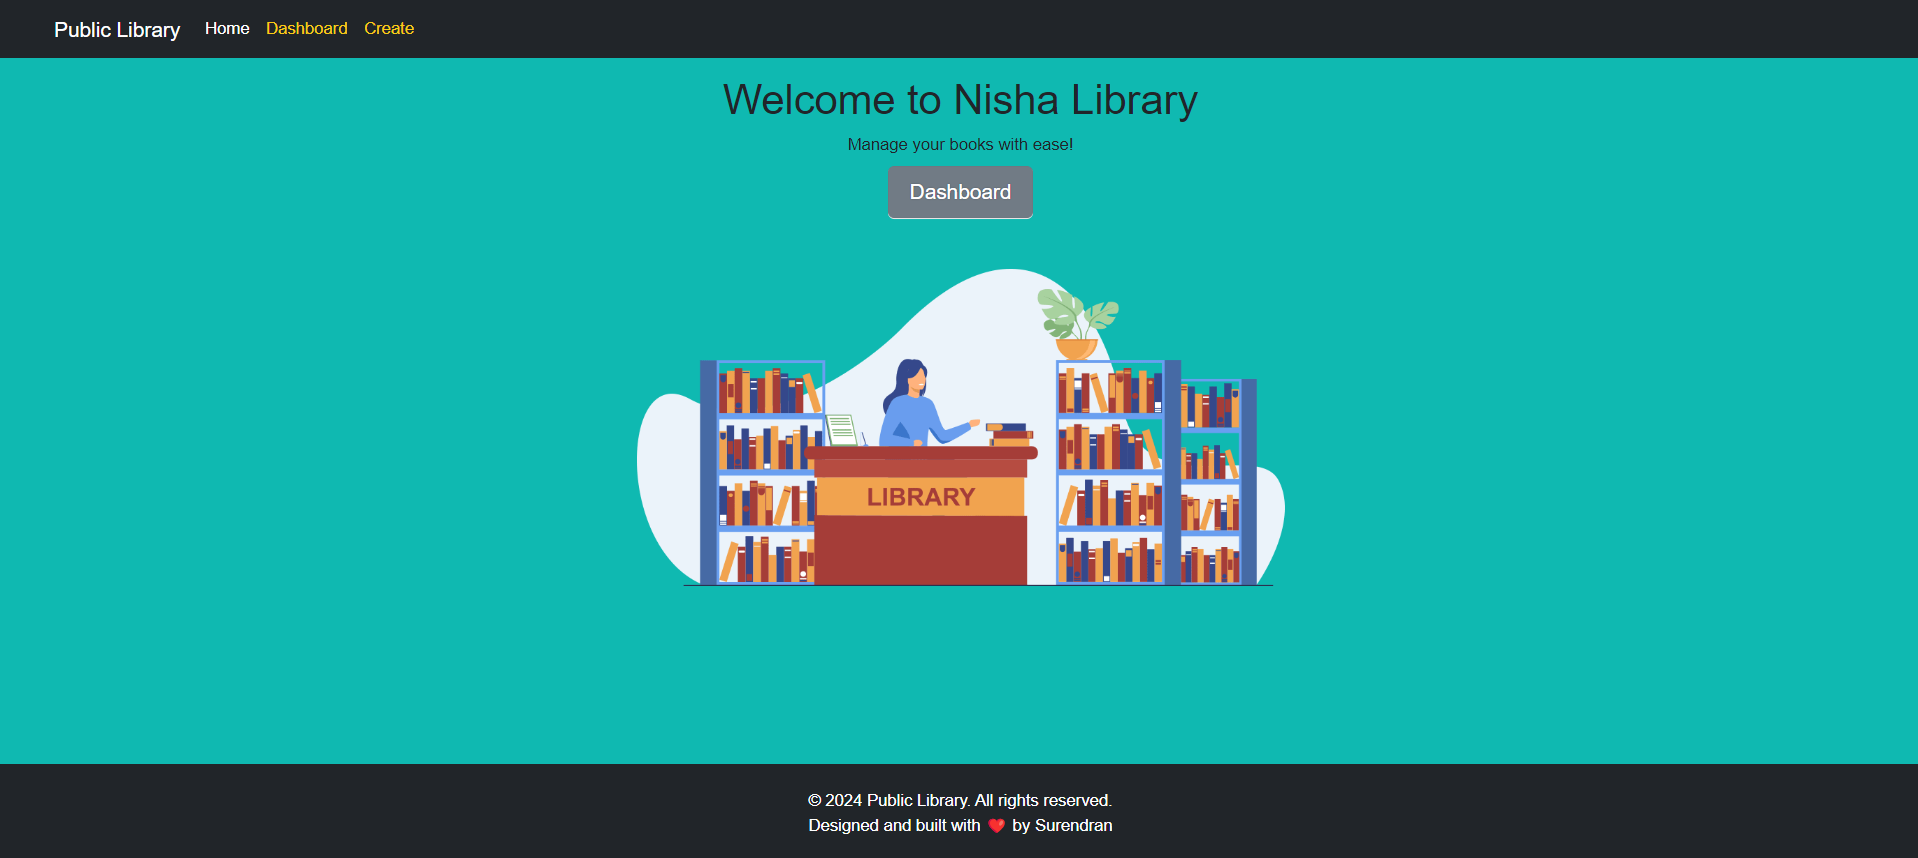 Public Library Home Dashboard Create
Welcome to Nisha Library
Manage your books with ease!
Dashboard
LIBRARY
© 2024 Public Library. All rights reserved.
Designed and built with ❤️ by Surendran